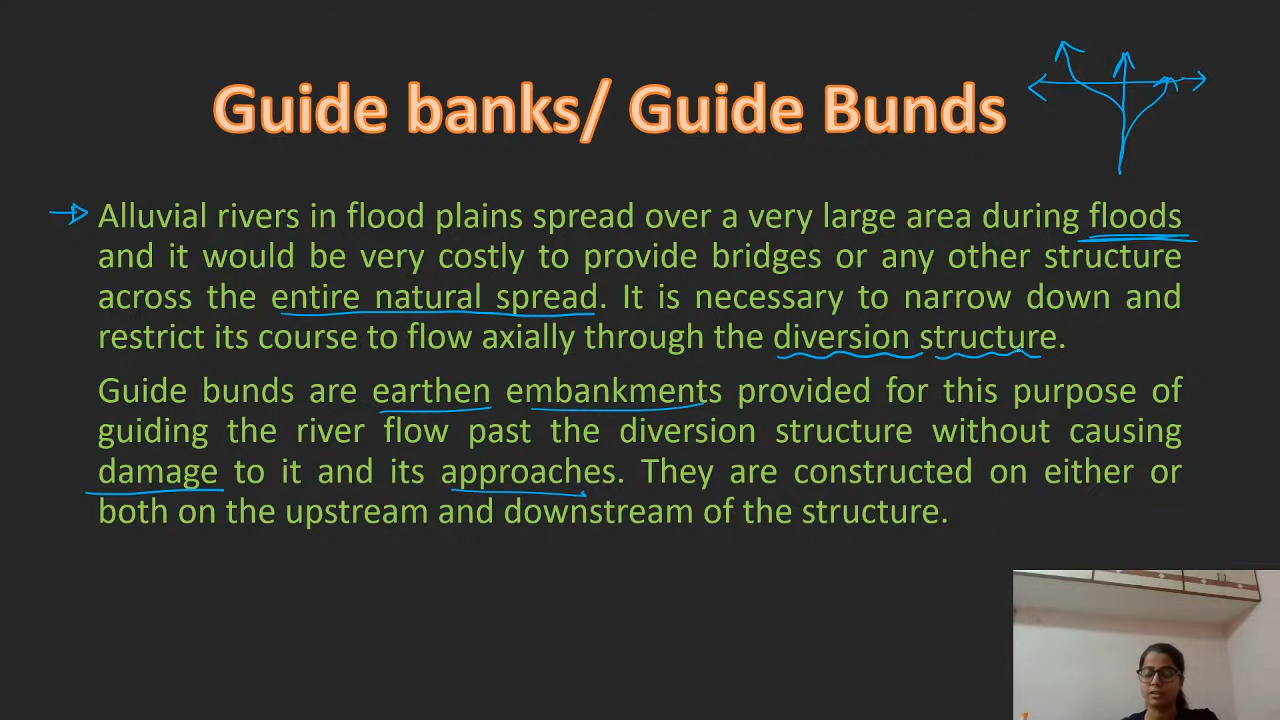 Guide banks/ Guide Bunds
Alluvial rivers in flood plains spread over a very large area during floods
and it would be very costly to provide bridges or any other structure
across the entire natural spread. It is necessary to narrow down and
restrict its course to flow axially through the diversion structure.
Guide bunds are earthen embankments provided for this purpose of
guiding the river flow past the diversion structure without causing
damage to it and its approaches. They are constructed on either or
both on the upstream and downstream of the structure.